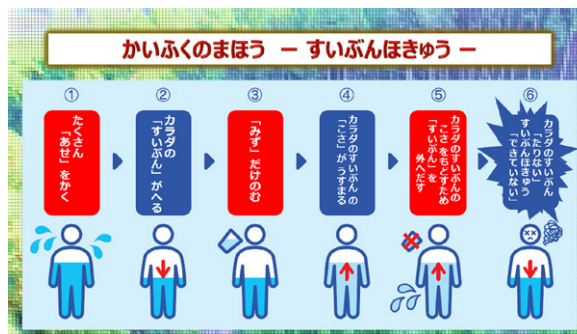 かいふくのまほう － すいぶんほきゅう －
①
たくさん
「あせ」をかく
②
カラダの
「すいぶん」がへる
③
「みず」だけのむ
④
カラダのすいぶんの
「こさ」がうすまる
⑤
カラダのすいぶんの
こさをもどすため
「すいぶん」を
外へだす
⑥
カラダのすいぶん
「たりない」
すいぶんほきゅう
「できていない」